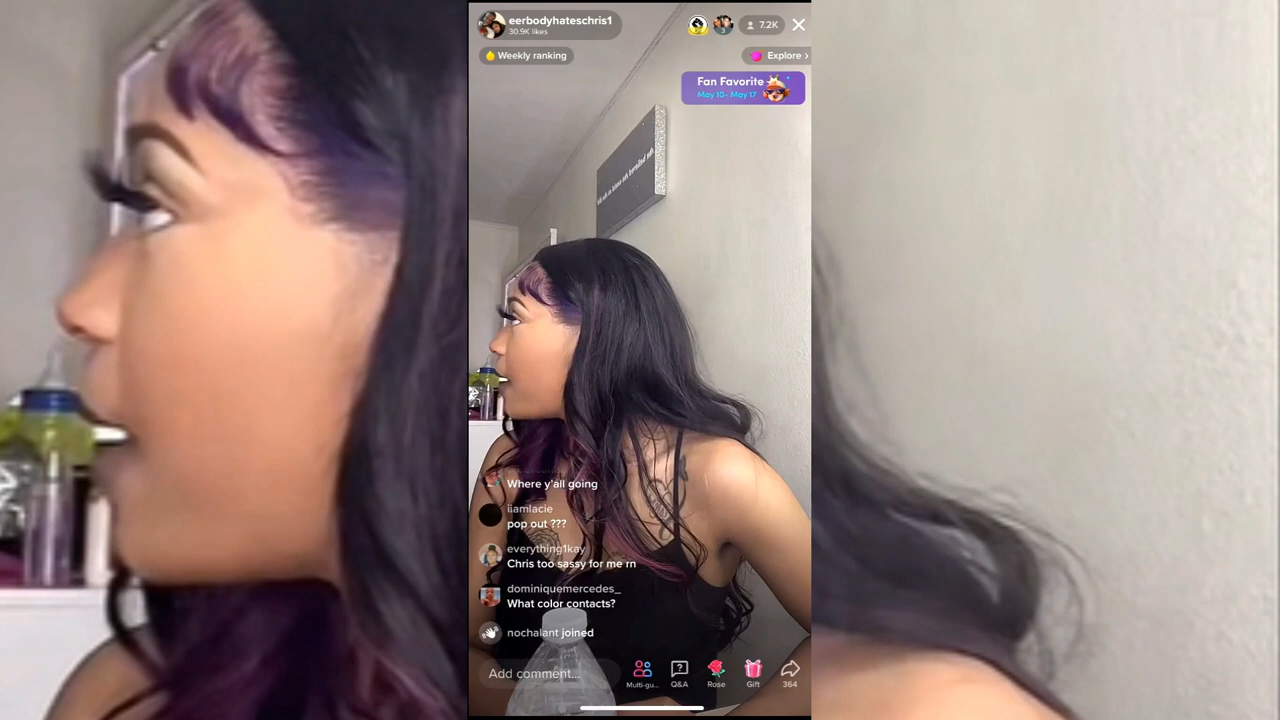 eerbodyhateschris1
30.9K likes
3
7.2K
Weekly ranking
Explore
Fan Favorite
May 10- May 17
Where y'all going
iiamlacie
pop out ???
everything1kay
Chris too sassy for me rn
dominiquemercedes_
What color contacts?
nochalant joined
Add comment...
Multi-gu...
Q&A
Rose
Gift
364